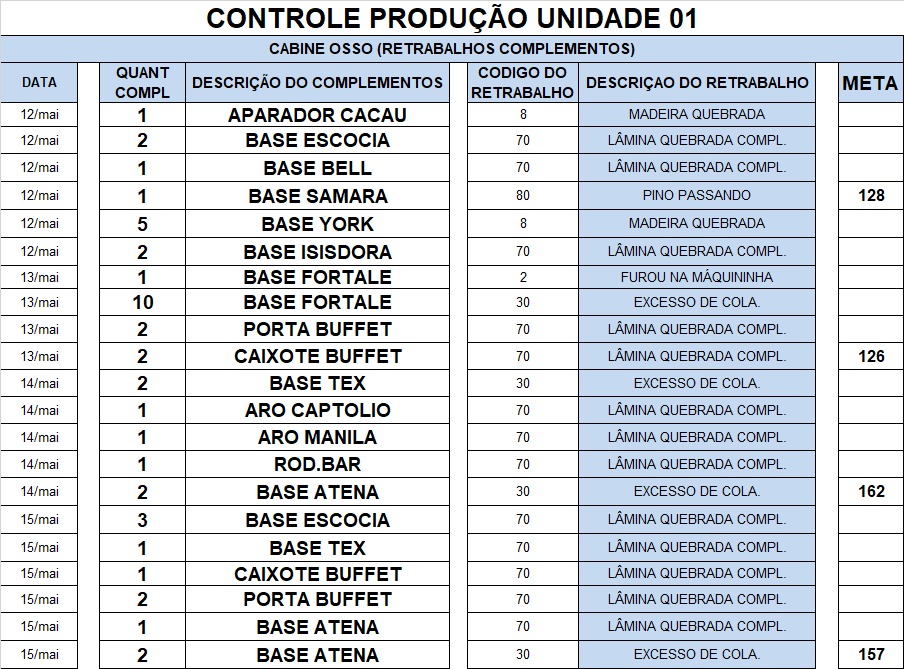 CONTROLE PRODUÇÃO UNIDADE 01
CABINE OSSO (RETRABALHOS COMPLEMENTOS)
DATA QUANT COMPL DESCRIÇÃO DO COMPLEMENTOS CODIGO DO RETRABALHO DESCRIÇAO DO RETRABALHO META
12/mai 1 APARADOR CACAU 8 MADEIRA QUEBRADA
12/mai 2 BASE ESCOCIA 70 LÂMINA QUEBRADA COMPL.
12/mai 1 BASE BELL 70 LÂMINA QUEBRADA COMPL.
12/mai 1 BASE SAMARA 80 PINO PASSANDO 128
12/mai 5 BASE YORK 8 MADEIRA QUEBRADA
12/mai 2 BASE ISISDORA 70 LÂMINA QUEBRADA COMPL.
13/mai 1 BASE FORTALE 2 FUROU NA MÁQUININHA
13/mai 10 BASE FORTALE 30 EXCESSO DE COLA.
13/mai 2 PORTA BUFFET 70 LÂMINA QUEBRADA COMPL.
13/mai 2 CAIXOTE BUFFET 70 LÂMINA QUEBRADA COMPL. 126
14/mai 2 BASE TEX 30 EXCESSO DE COLA.
14/mai 1 ARO CAPTOLIO 70 LÂMINA QUEBRADA COMPL.
14/mai 1 ARO MANILA 70 LÂMINA QUEBRADA COMPL.
14/mai 1 ROD.BAR 70 LÂMINA QUEBRADA COMPL.
14/mai 2 BASE ATENA 30 EXCESSO DE COLA. 162
15/mai 3 BASE ESCOCIA 70 LÂMINA QUEBRADA COMPL.
15/mai 1 BASE TEX 70 LÂMINA QUEBRADA COMPL.
15/mai 1 CAIXOTE BUFFET 70 LÂMINA QUEBRADA COMPL.
15/mai 2 PORTA BUFFET 70 LÂMINA QUEBRADA COMPL.
15/mai 1 BASE ATENA 70 LÂMINA QUEBRADA COMPL.
15/mai 2 BASE ATENA 30 EXCESSO DE COLA. 157